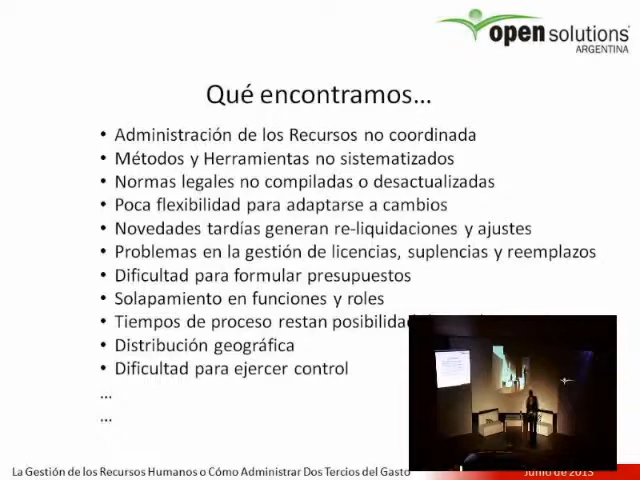 open solutions
ARGENTINA
Qué encontramos...
• Administración de los Recursos no coordinada
• Métodos y Herramientas no sistematizados
• Normas legales no compiladas o desactualizadas
• Poca flexibilidad para adaptarse a cambios
• Novedades tardías generan re-liquidaciones y ajustes
• Problemas en la gestión de licencias, suplencias y reemplazos
• Dificultad para formular presupuestos
• Solapamiento en funciones y roles
• Tiempos de proceso restan
• Distribución geográfica
• Dificultad para ejercer control
...
...
La Gestión de los Recursos Humanos o Cómo Administrar Dos Tercios del Gasto
Junio de 2013